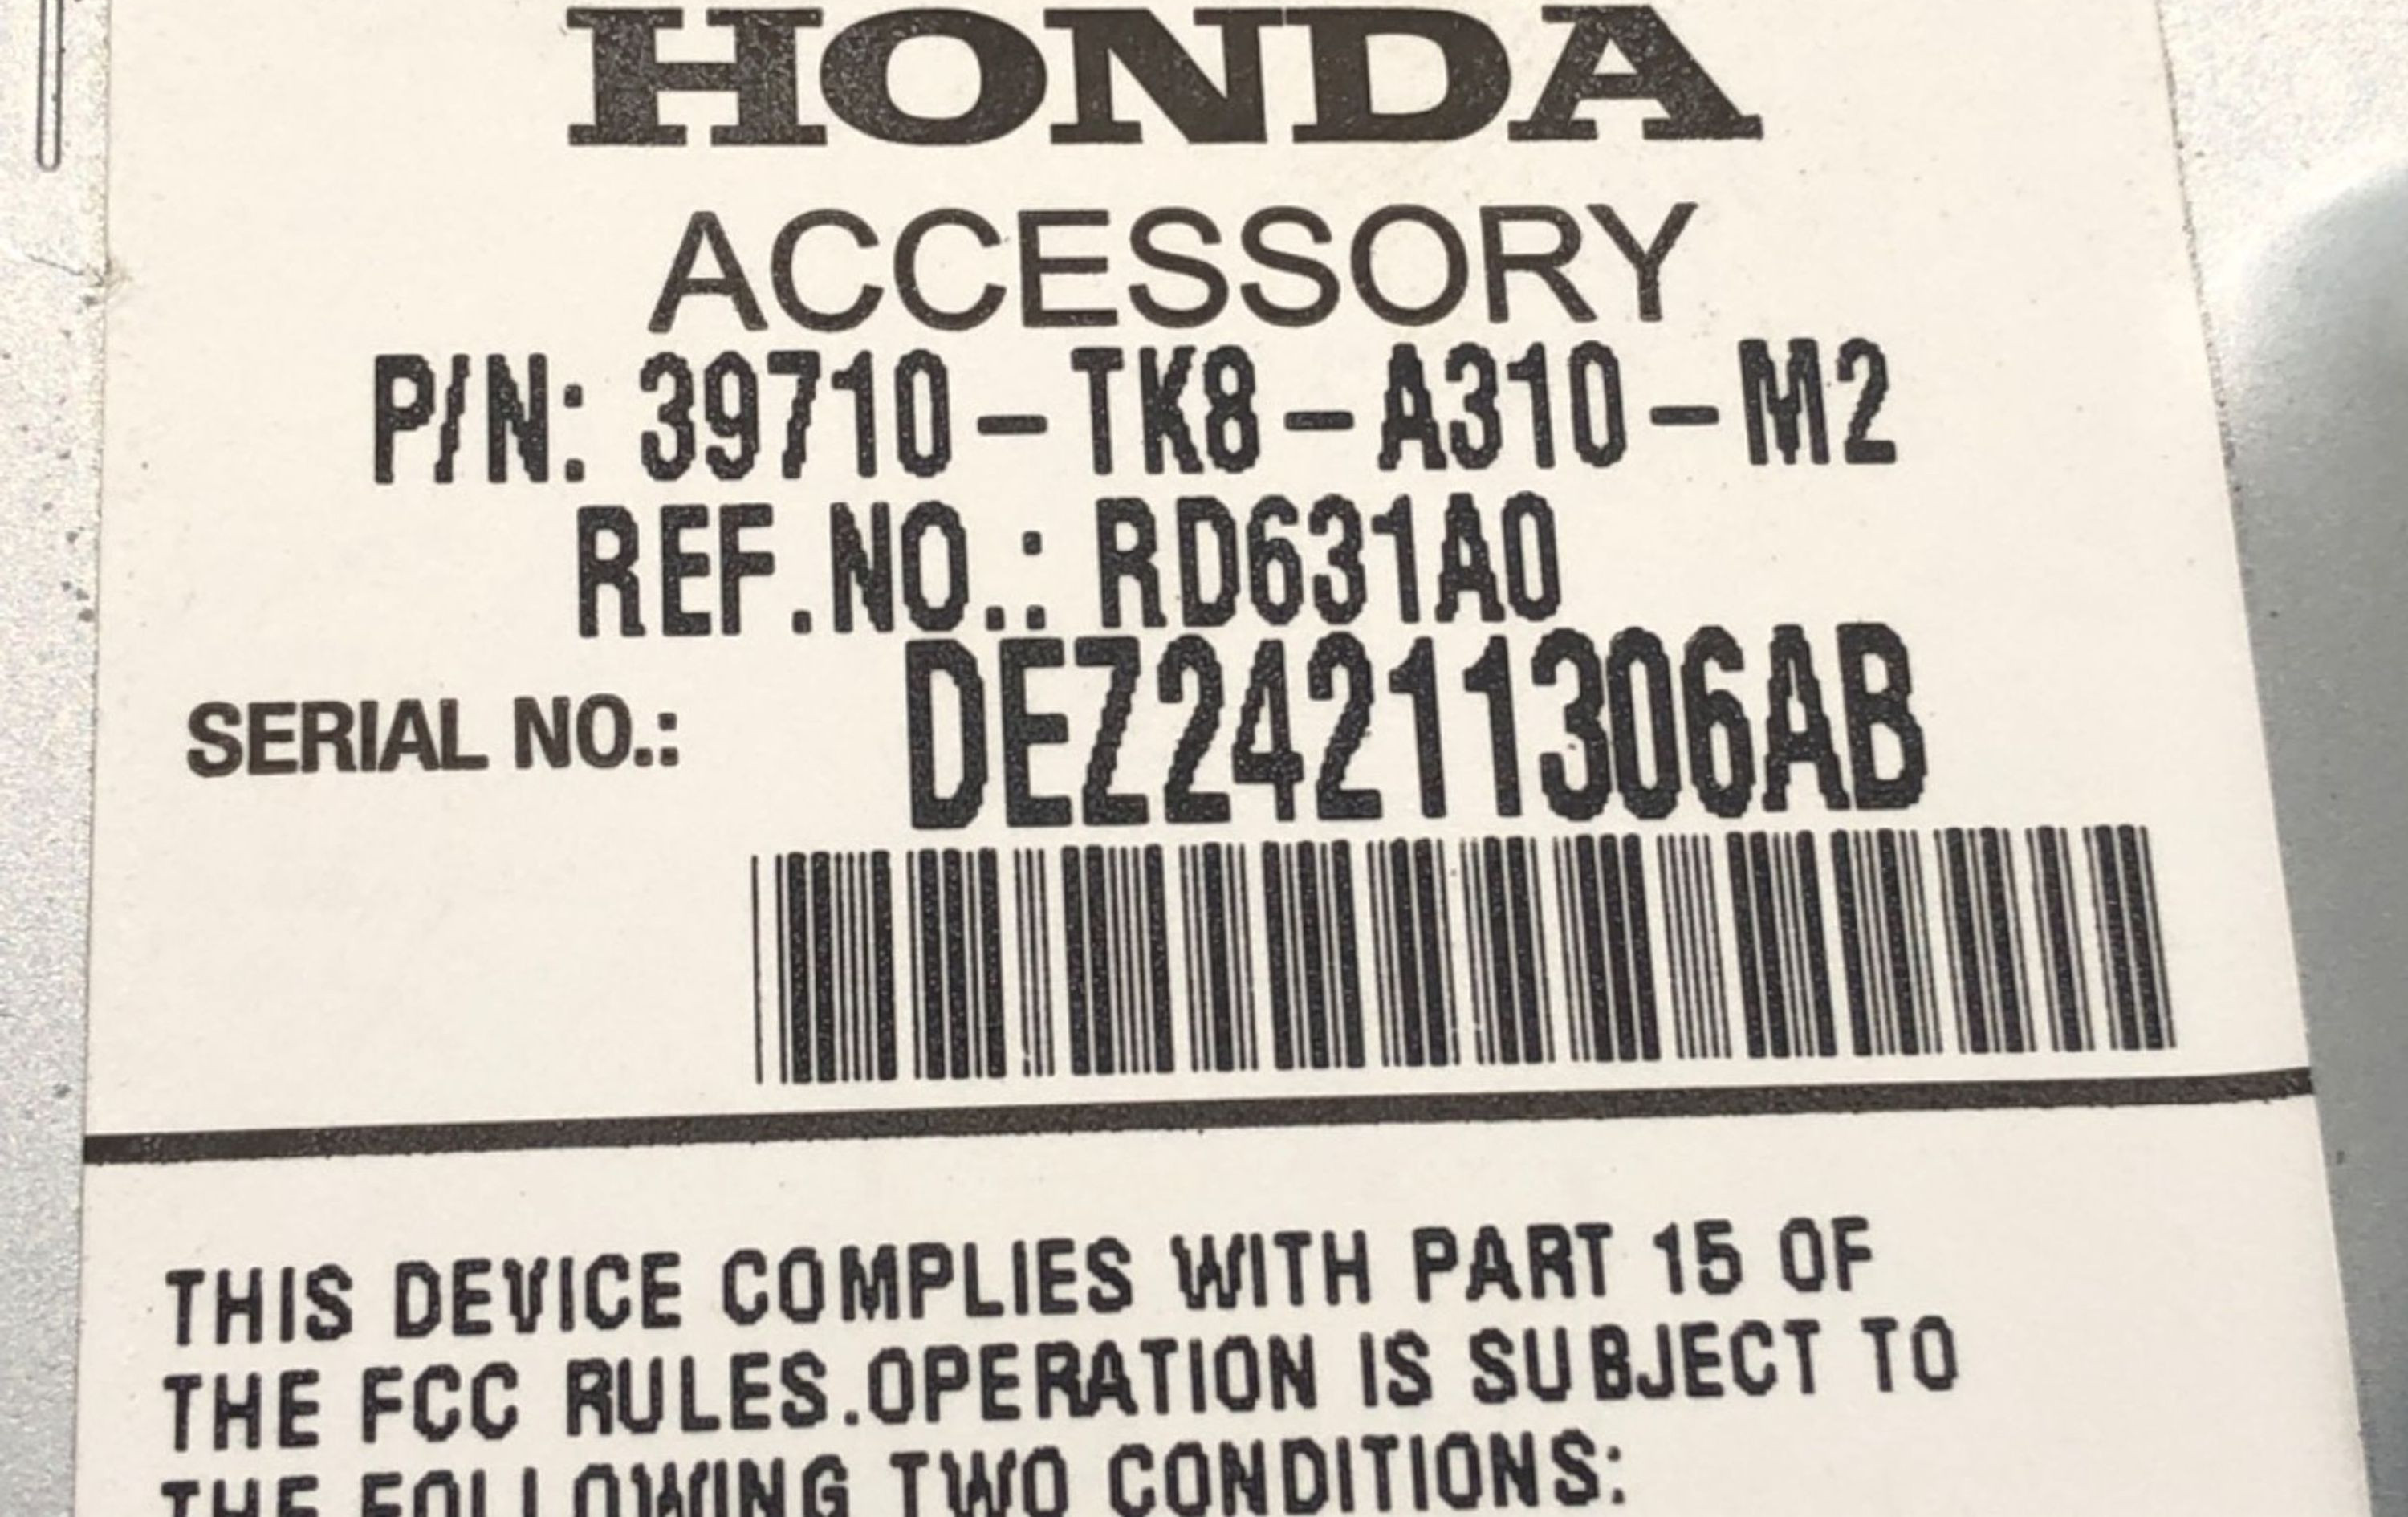 HONDA
ACCESSORY
P/N: 39710-TK8-A310-M2
REF.NO.: RD631A0
SERIAL NO.: DEZ24211306AB
THIS DEVICE COMPLIES WITH PART 15 OF
THE FCC RULES.OPERATION IS SUBJECT TO
THE FOLLOWING TWO CONDITIONS: